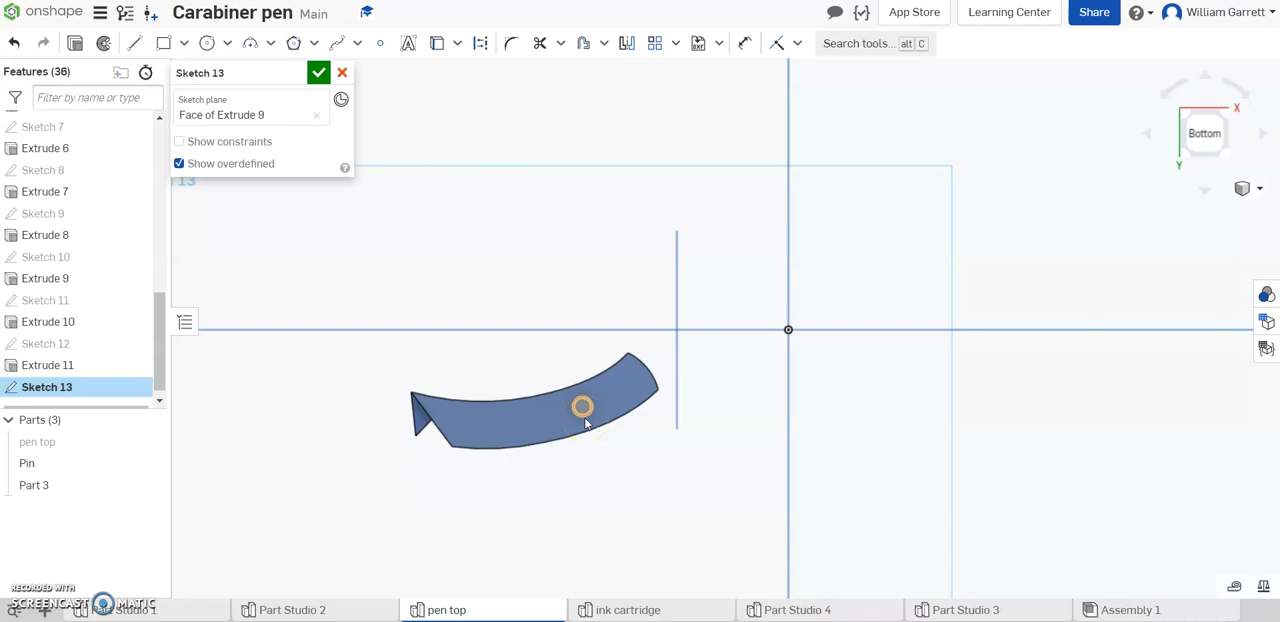 onshape
Carabiner pen Main
App Store
Learning Center
Share
William Garrett
Search tools... alt C
Features (36)
Filter by name or type
Sketch 7
Extrude 6
Sketch 8
Extrude 7
Sketch 9
Extrude 8
Sketch 10
Extrude 9
Sketch 11
Extrude 10
Sketch 12
Extrude 11
Sketch 13
Parts (3)
pen top
Pin
Part 3
Sketch 13
Sketch plane
Face of Extrude 9
Show constraints
Show overdefined
13
Bottom
X
Y
RECORDED WITH
SCREENCAST MATIC
Part Studio 1
Part Studio 2
pen top
ink cartridge
Part Studio 4
Part Studio 3
Assembly 1